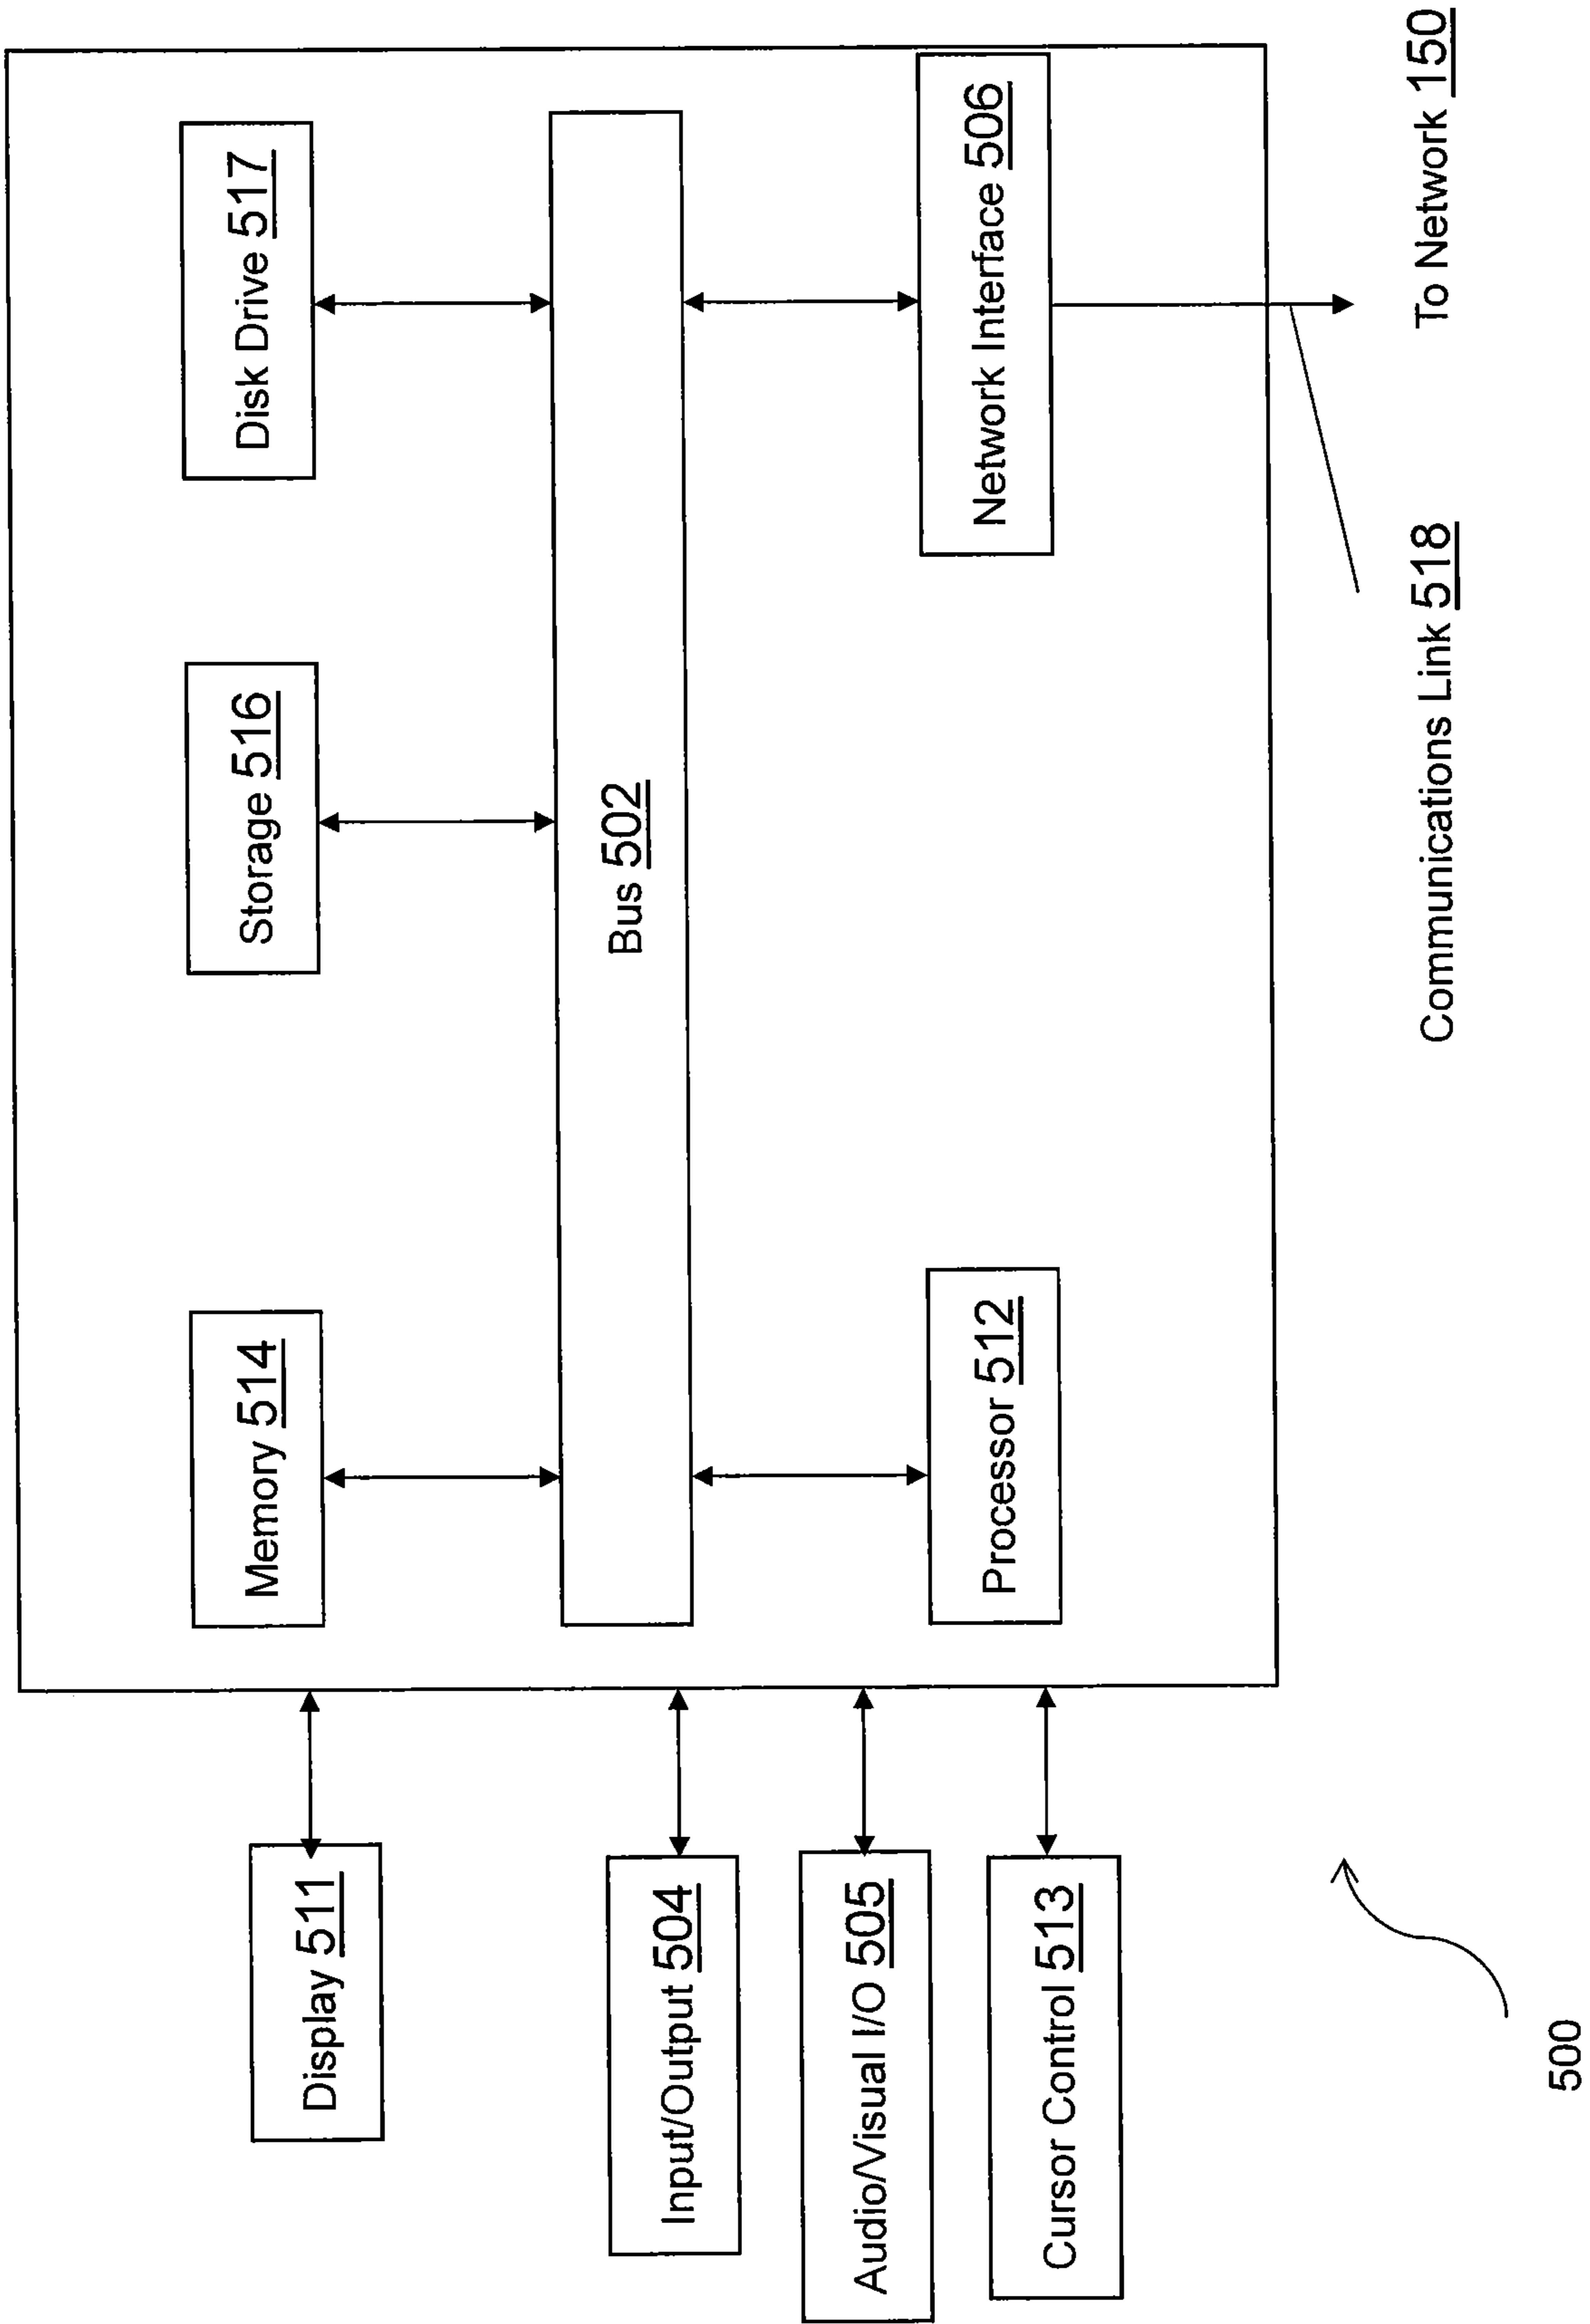 Display 511
Input/Output 504
Audio/Visual I/O 505
Cursor Control 513
Memory 514
Storage 516
Disk Drive 517
Bus 502
Processor 512
Network Interface 506
Communications Link 518
To Network 150
500